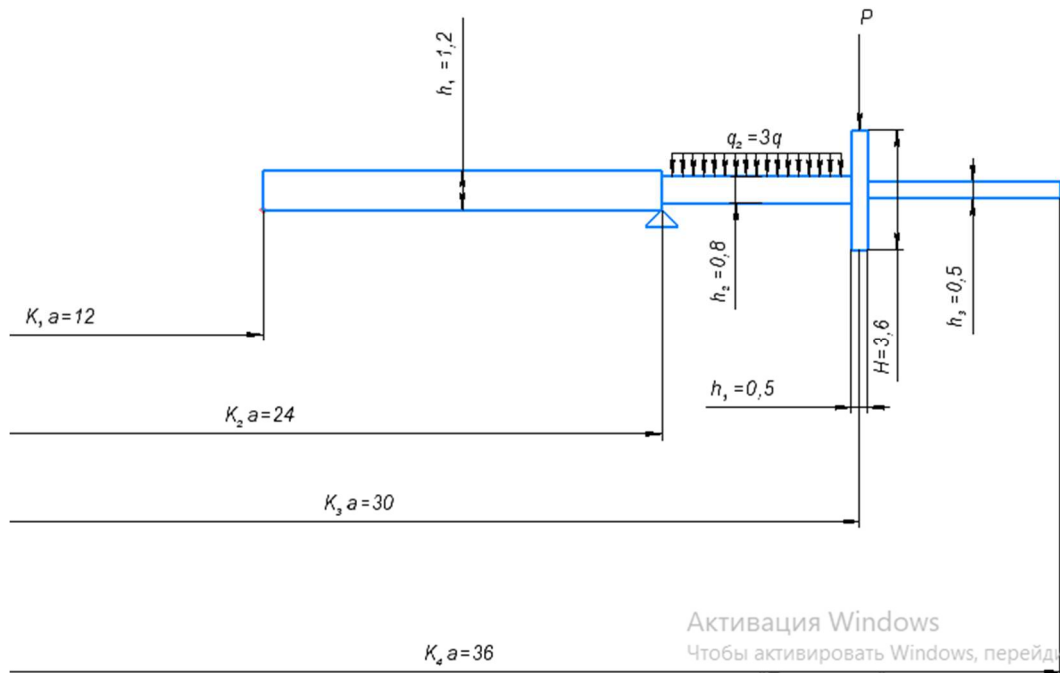 P
h₁ =1,2
q₂ =3q
h₂ =0,8
h₃ =0,5
H=3,6
K₁ a=12
h₁ =0,5
K₂ a=24
K₃ a=30
Активация Windows
Чтобы активировать Windows, перейди
K₄ a=36